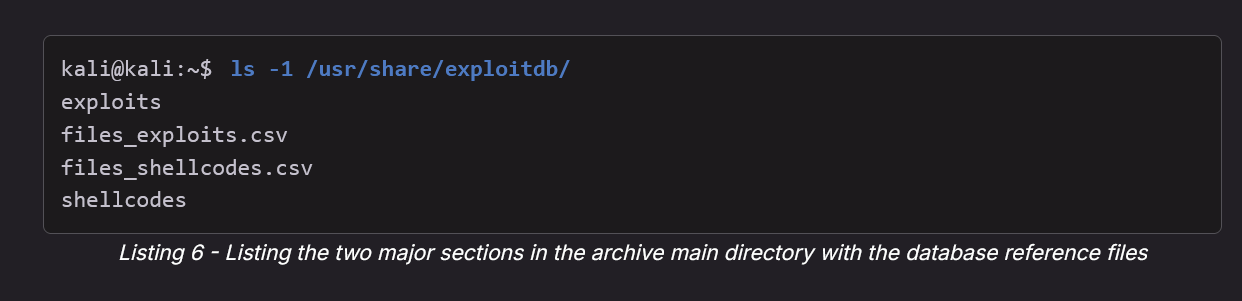 kali@kali:~$ ls -1 /usr/share/exploitdb/
exploits
files_exploits.csv
files_shellcodes.csv
shellcodes
Listing 6 - Listing the two major sections in the archive main directory with the database reference files